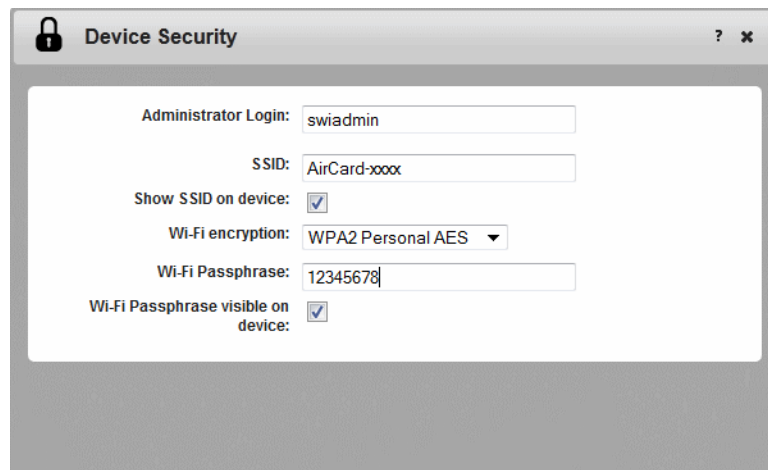 Device Security ? ×
Administrator Login: swiadmin
SSID: AirCard-xxxx
Show SSID on device:
Wi-Fi encryption: WPA2 Personal AES
Wi-Fi Passphrase: 12345678
Wi-Fi Passphrase visible on
device: